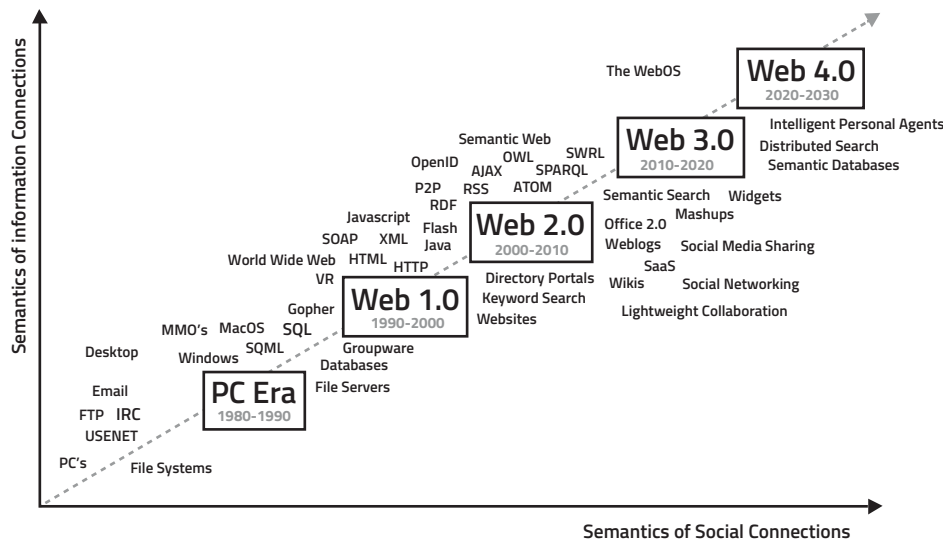 Semantics of information Connections
The WebOS
Web 4.0
2020-2030
Intelligent Personal Agents
Distributed Search
Semantic Databases
Web 3.0
2010-2020
Semantic Web
SWRL
OWL
OpenID
AJAX
SPARQL
P2P
RSS
ATOM
RDF
Semantic Search
Widgets
Mashups
Office 2.0
Weblogs
Social Media Sharing
SaaS
Wikis
Social Networking
Lightweight Collaboration
Web 2.0
2000-2010
Javascript
Flash
SOAP
XML
Java
World Wide Web
HTML
HTTP
VR
Directory Portals
Keyword Search
Websites
Web 1.0
1990-2000
Gopher
MMO's
MacOS
SQL
SQML
Windows
Desktop
Groupware
Databases
File Servers
PC Era
1980-1990
Email
FTP
IRC
USENET
PC's
File Systems
Semantics of Social Connections